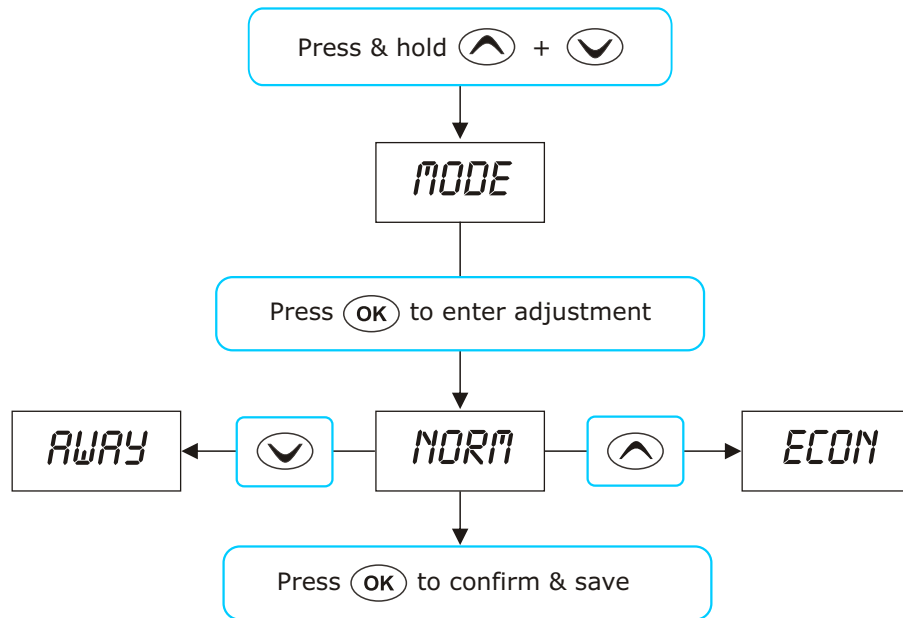 Press & hold +
MODE
Press OK to enter adjustment
AWAY NORM ECON
Press OK to confirm & save